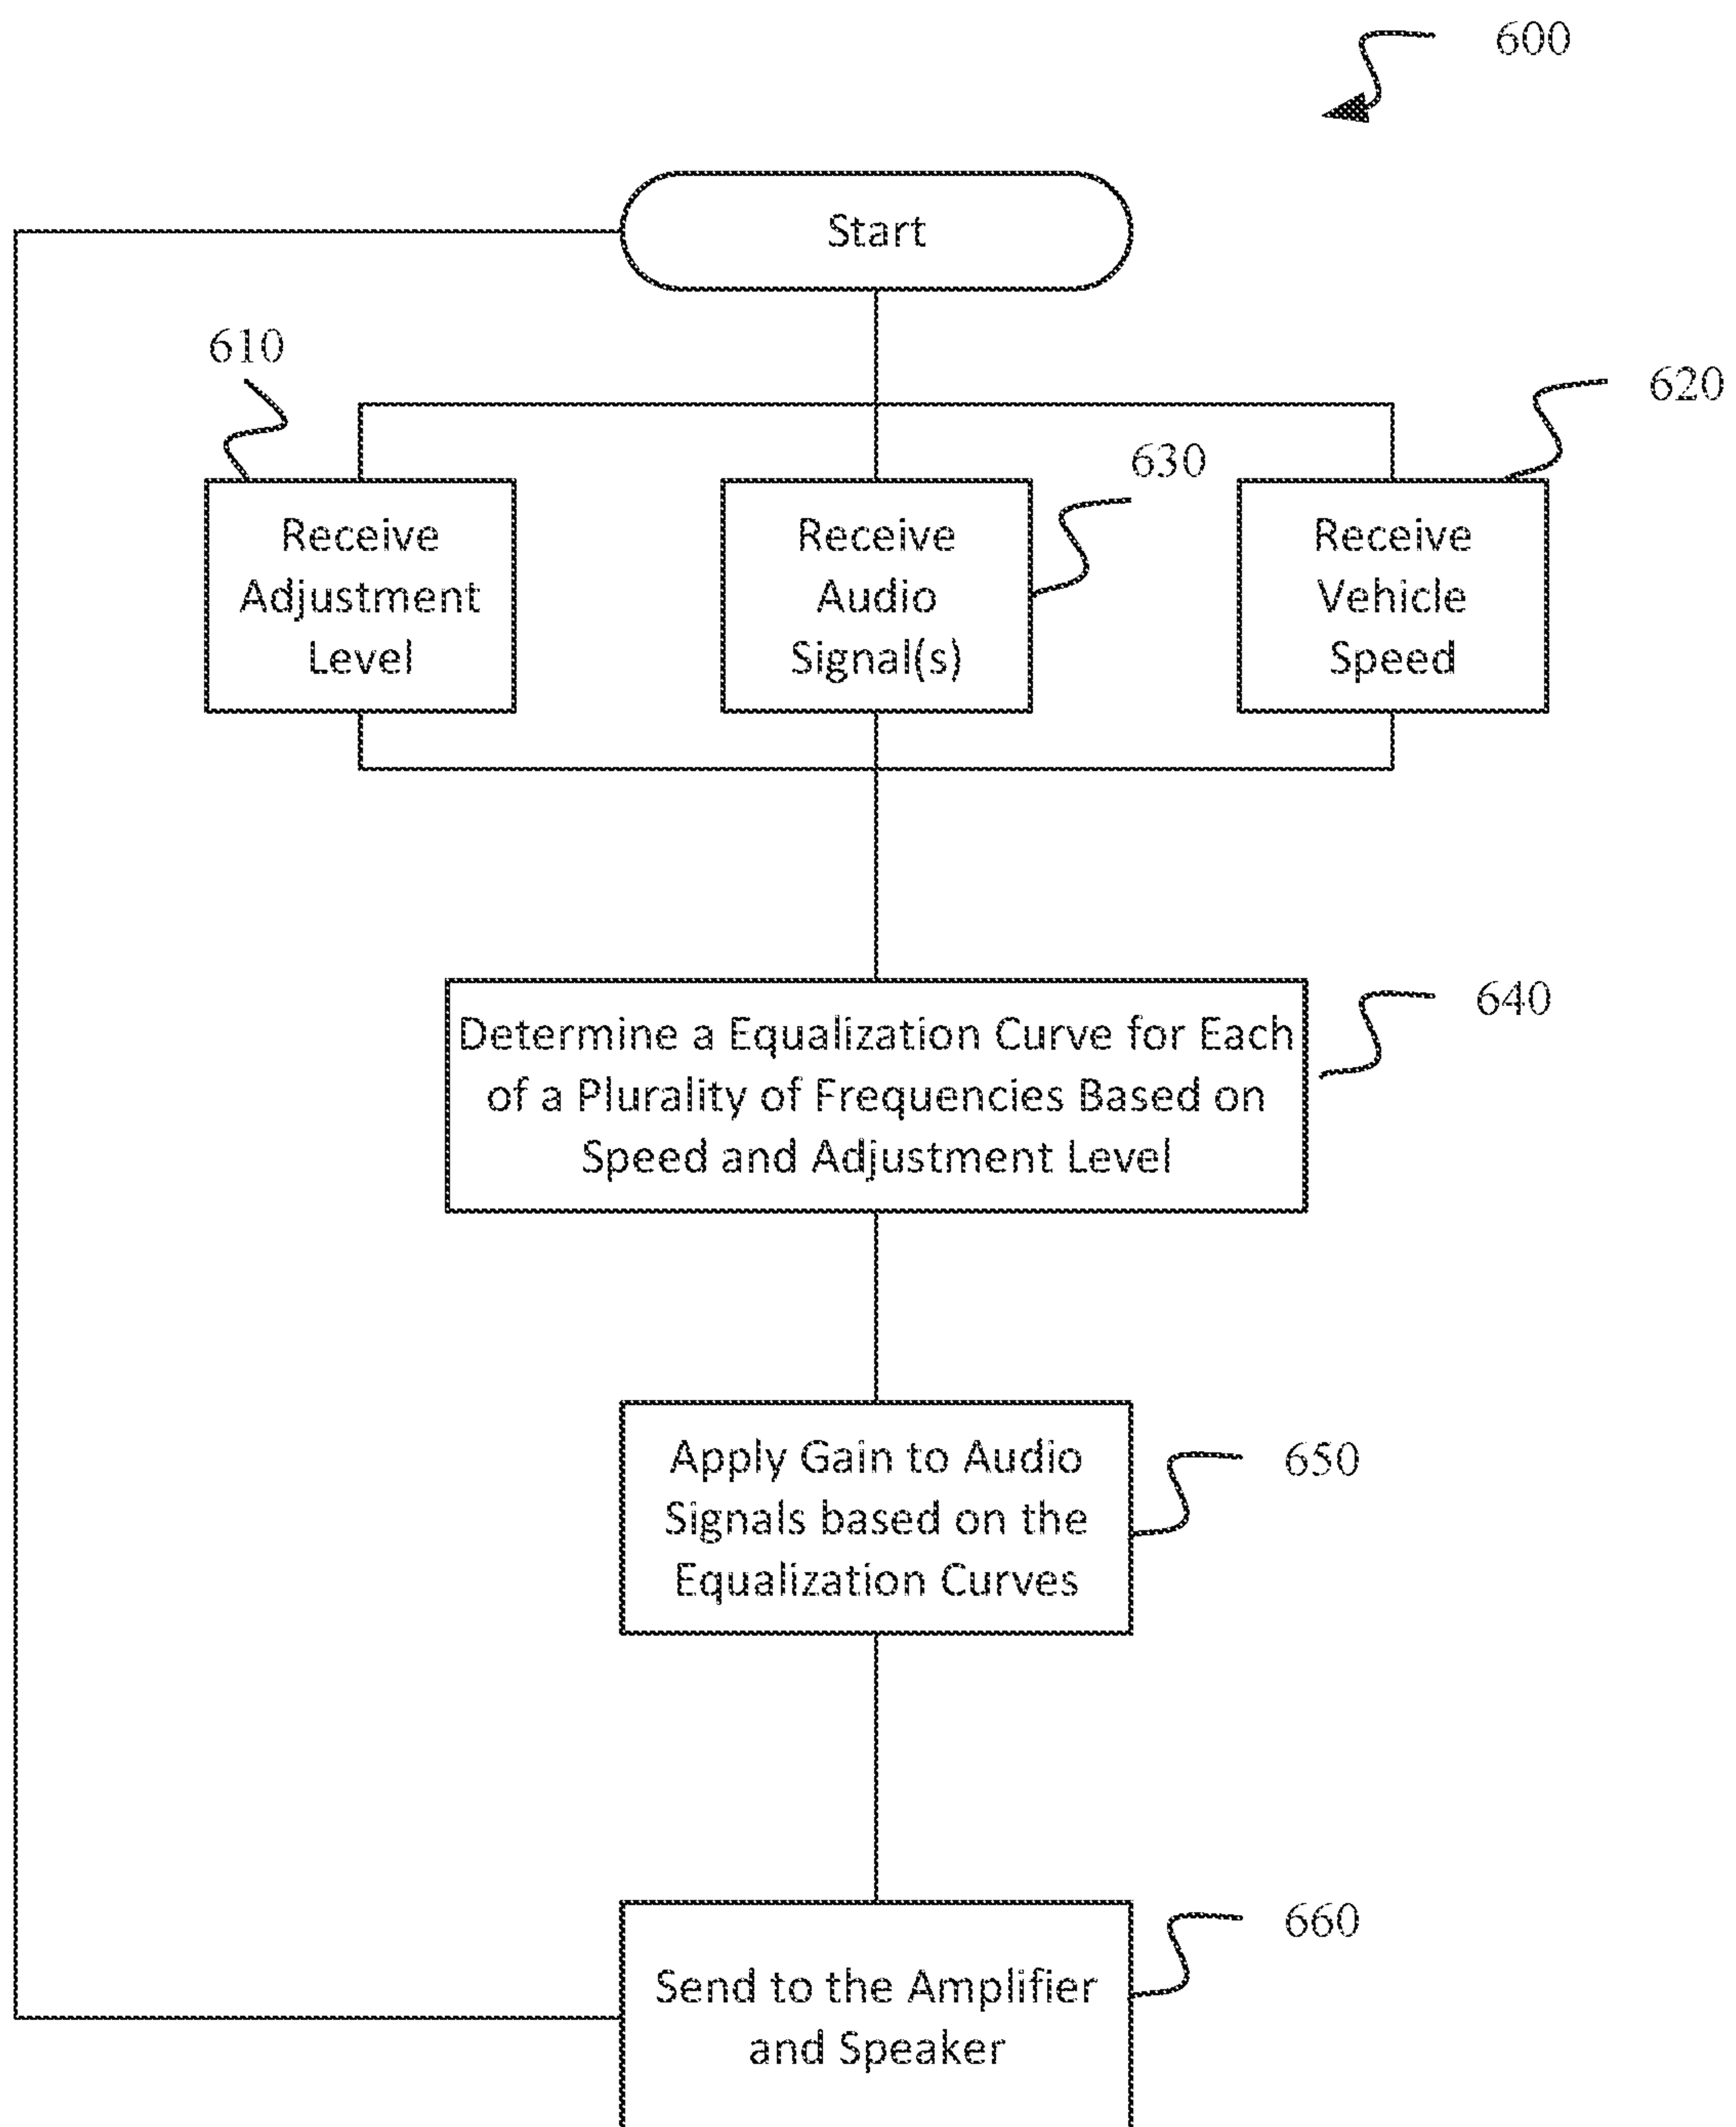 600
Start
610
620
630
Receive
Adjustment
Level
Receive
Audio
Signal(s)
Receive
Vehicle
Speed
640
Determine a Equalization Curve for Each
of a Plurality of Frequencies Based on
Speed and Adjustment Level
650
Apply Gain to Audio
Signals based on the
Equalization Curves
660
Send to the Amplifier
and Speaker